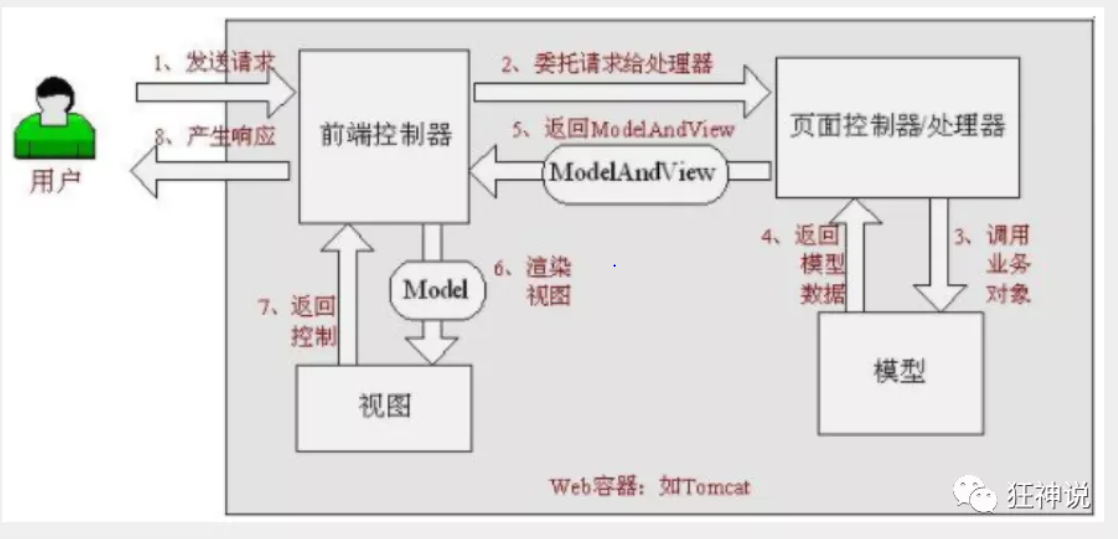 1、发送请求
2、委托请求给处理器
前端控制器
页面控制器/处理器
8、产生响应
5、返回ModelAndView
ModelAndView
用户
4、返回
模型
数据
3、调用
业务
对象
6、渲染
视图
Model
7、返回
控制
视图
模型
Web容器：如Tomcat
狂神说